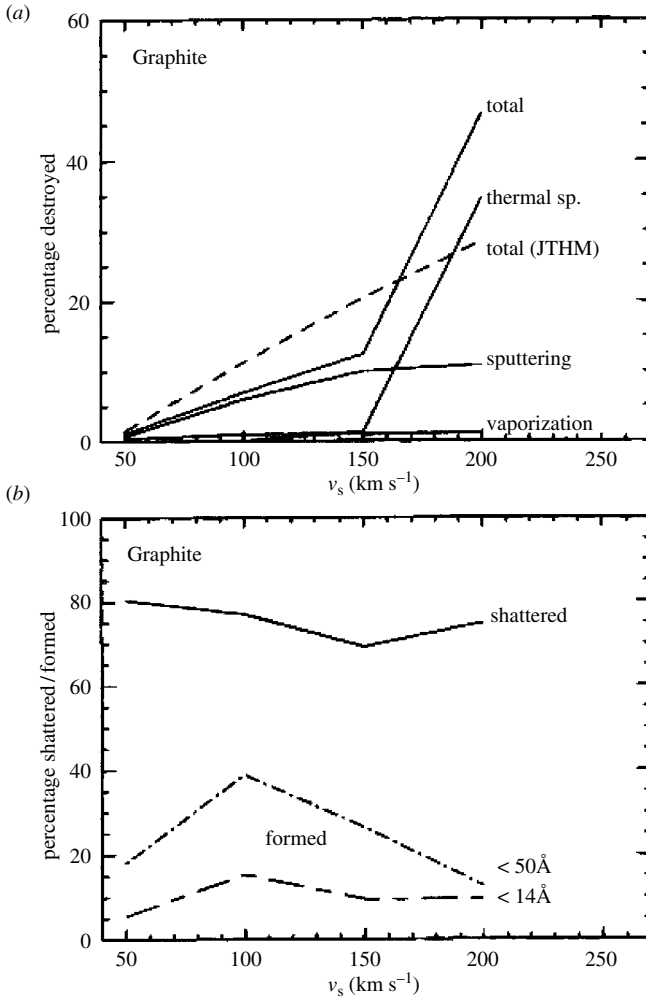 (a)
60
Graphite
total
40
thermal sp.
total (JTHM)
percentage destroyed
20
sputtering
vaporization
0
50 100 150 200 250
vs (km s−1)
(b)
100
Graphite
80
shattered
60
percentage shattered/formed
40
formed
20
< 50Å
< 14Å
0
50 100 150 200 250
vs (km s−1)